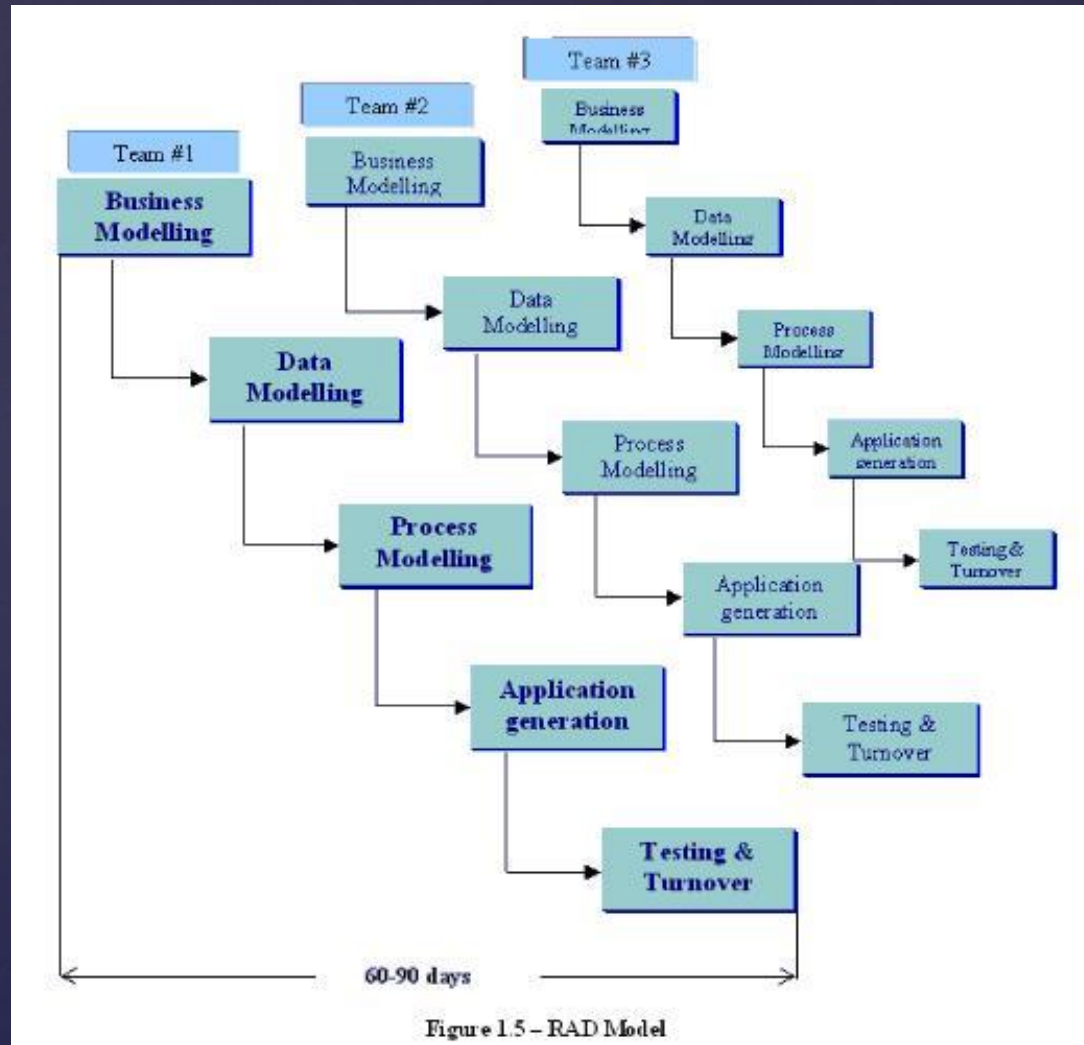 Team #1
Business
Modelling
Data
Modelling
Process
Modelling
Application
generation
Testing &
Turnover
Team #2
Business
Modelling
Data
Modelling
Process
Modelling
Application
generation
Testing &
Turnover
Team #3
Business
Modelling
Data
Modelling
Process
Modelling
Application
generation
Testing &
Turnover
60-90 days
Figure 1.5 – RAD Model